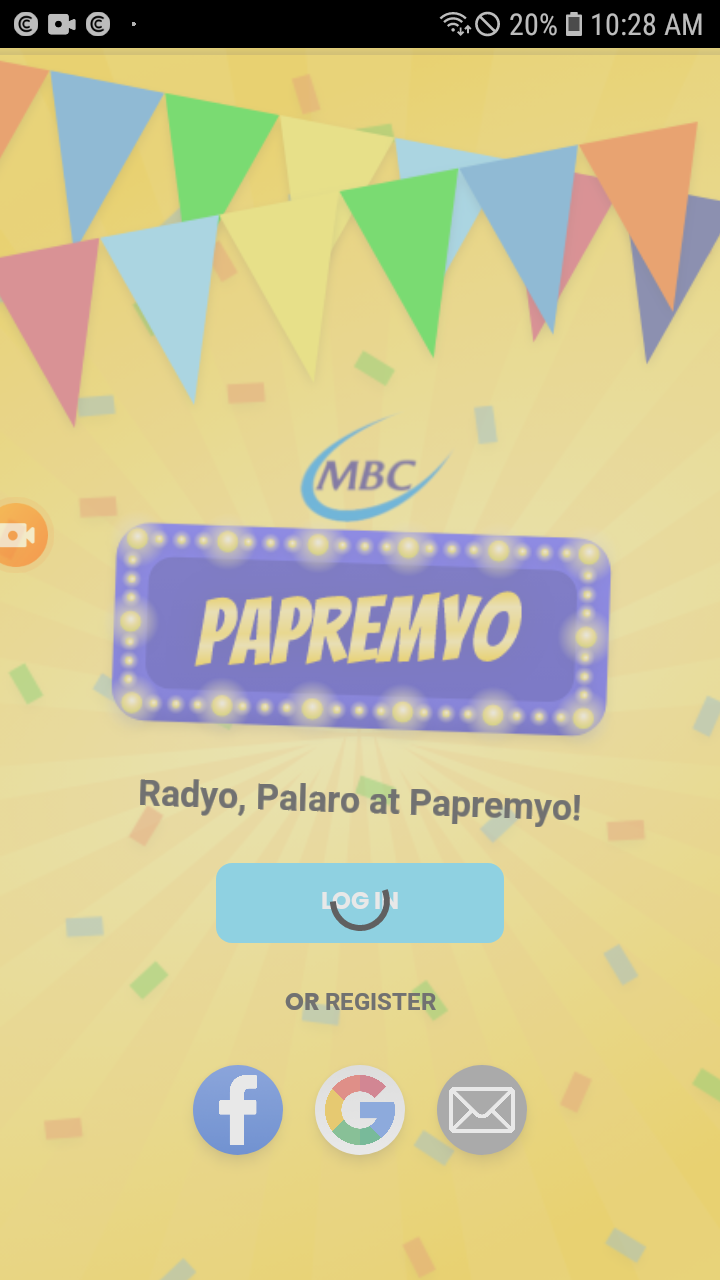 20% 10:28 AM
MBC
PAPREMYO
Radyo, Palaro at Papremyo!
LOG IN
OR REGISTER